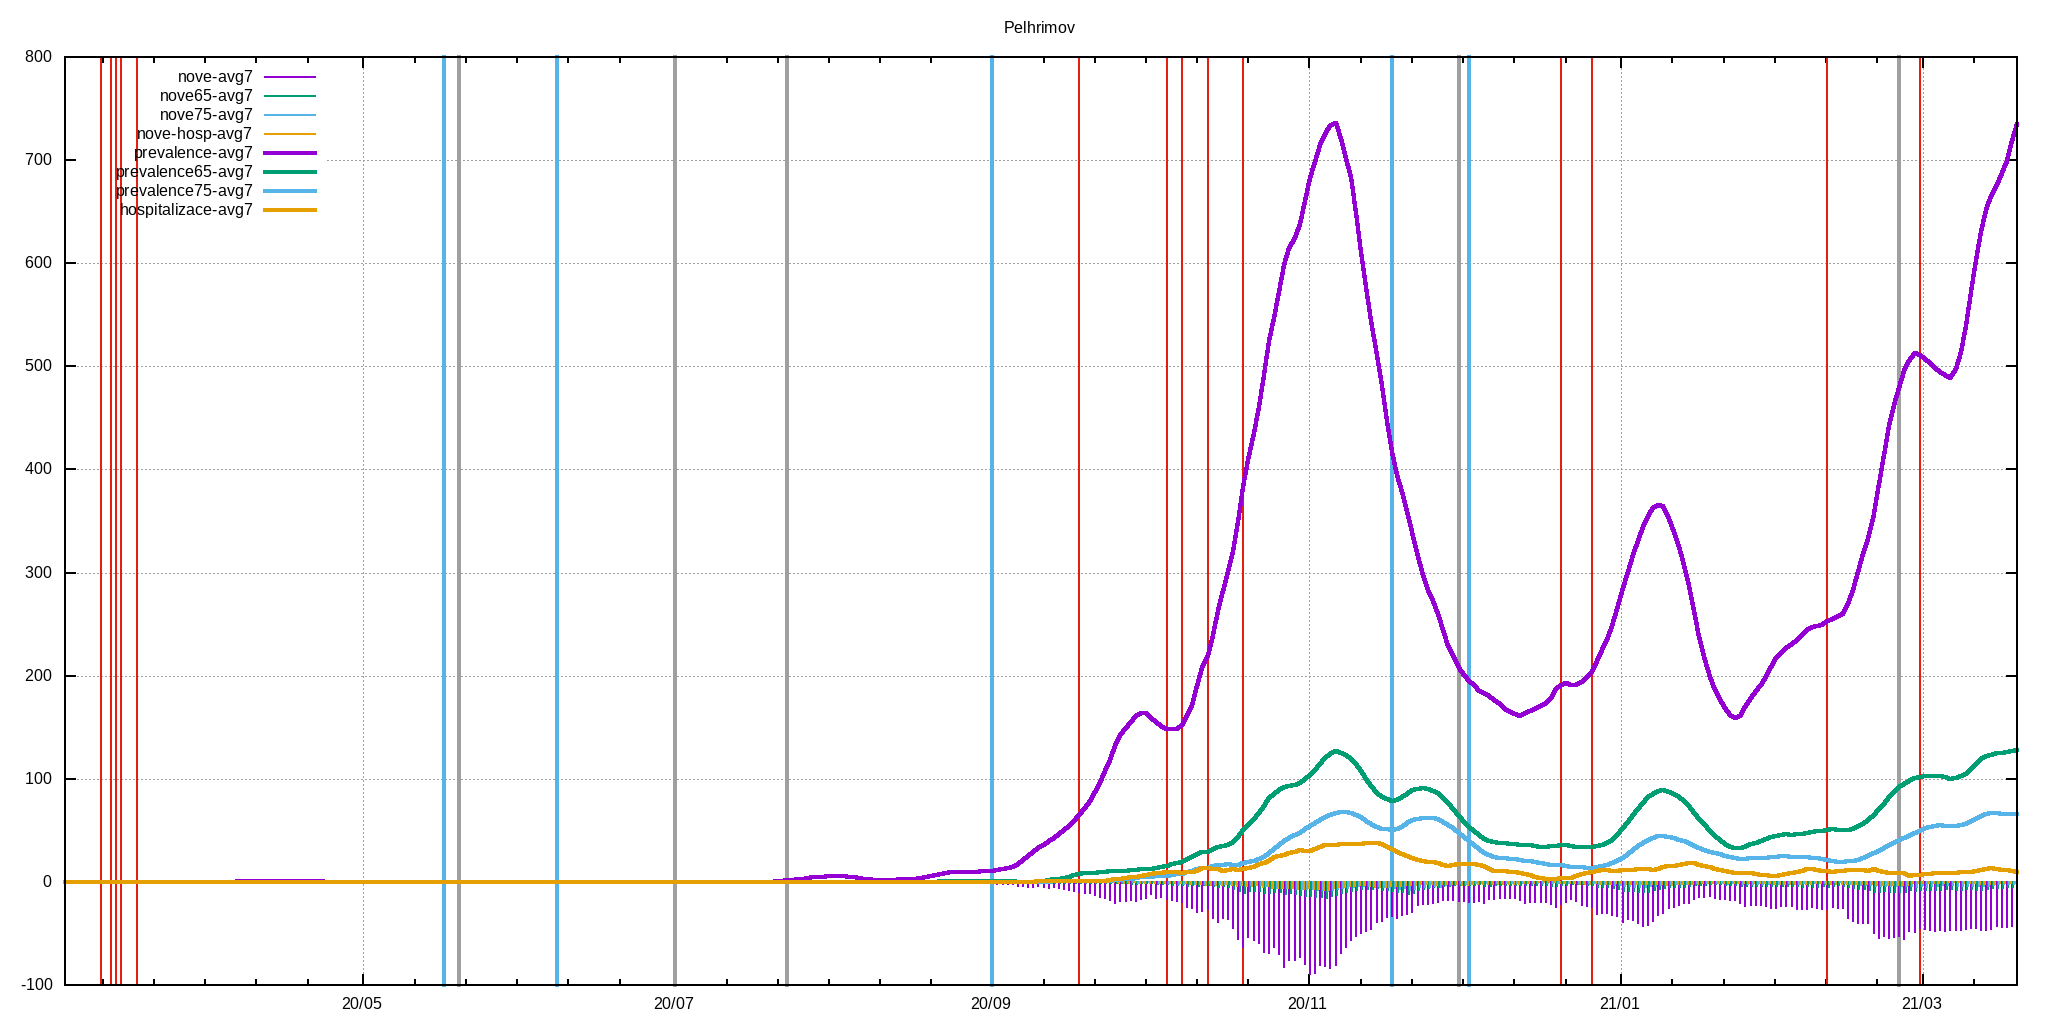 Pelhrimov
800
700
600
500
400
300
200
100
0
-100
nove-avg7
nove65-avg7
nove75-avg7
nove-hosp-avg7
prevalence-avg7
prevalence65-avg7
prevalence75-avg7
hospitalizace-avg7
20/05 20/07 20/09 20/11 21/01 21/03